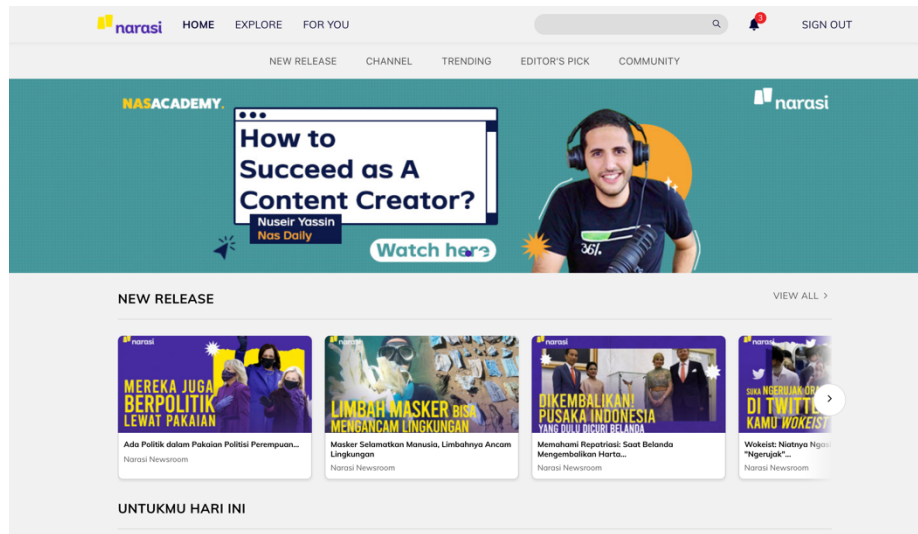 narasi HOME EXPLORE FOR YOU 3 SIGN OUT
NEW RELEASE CHANNEL TRENDING EDITOR'S PICK COMMUNITY
NASACADEMY. narasi
How to
Succeed as A
Content Creator?
Nuseir Yassin
Nas Daily
Watch here
36/.
NEW RELEASE VIEW ALL >
narasi
MEREKA JUGA
BERPOLITIK
LEWAT PAKAIAN
Ada Politik dalam Pakaian Politisi Perempuan...
Narasi Newsroom
narasi
LIMBAH MASKER BISA
MENGANCAM LINGKUNGAN
Masker Selamatkan Manusia, Limbahnya Ancam
Lingkungan
Narasi Newsroom
narasi
DIKEMBALIKAN!
PUSAKA INDONESIA
YANG DULU DICURI BELANDA
Memahami Repatriasi: Saat Belanda
Mengembalikan Harta...
Narasi Newsroom
narasi
SUKA NGERUJAK
DI TWITTE
KAMU WOKEIST
Wokeist: Niatnya
"Ngerujak"...
Narasi Newsroom
UNTUKMU HARI INI